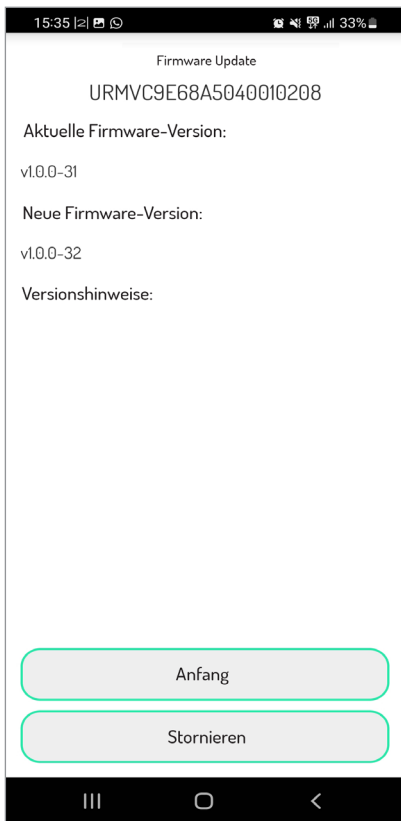 15:35 |2|
33%
Firmware Update
URMVC9E68A5040010208
Aktuelle Firmware-Version:
v1.0.0-31
Neue Firmware-Version:
v1.0.0-32
Versionshinweise:
Anfang
Stornieren